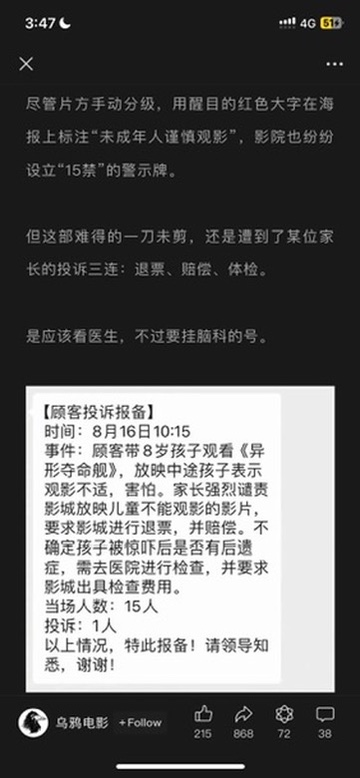 3:47
4G
51
尽管片方手动分级，用醒目的红色大字在海
报上标注“未成年人谨慎观影”，影院也纷纷
设立“15禁”的警示牌。
但这部难得的一刀未剪，还是遭到了某位家
长的投诉三连：退票、赔偿、体检。
是应该看医生，不过要挂脑科的号。
【顾客投诉报备】
时间：8月16日10:15
事件：顾客带8岁孩子观看《异
形夺命舰》，放映中途孩子表示
观影不适，害怕。家长强烈谴责
影城放映儿童不能观影的影片，
要求影城进行退票，并赔偿。不
确定孩子被惊吓后是否有后遗
症，需去医院进行检查，并要求
影城出具检查费用。
当场人数：15人
投诉：1人
以上情况，特此报备！请领导知
悉，谢谢！
乌鸦电影 +Follow
215 868 72 38